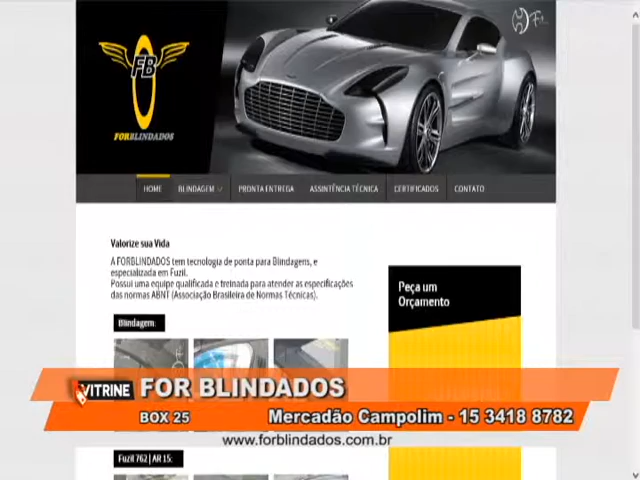 FB
FORBLINDADOS
HOME BLINDAGEM PRONTA ENTREGA ASSINTÊNCIA TÉCNICA CERTIFICADOS CONTATO
Valorize sua Vida
A FORBLINDADOS tem tecnologia de ponta para Blindagens, e
especializada em Fuzil.
Possui uma equipe qualificada e treinada para atender as especificações
das normas ABNT (Associação Brasileira de Normas Técnicas).
Peça um
Orçamento
Blindagem:
VITRINE FOR BLINDADOS
BOX 25 Mercadão Campolim - 15 3418 8782
www.forblindados.com.br
Fuzil 762 | AR 15: